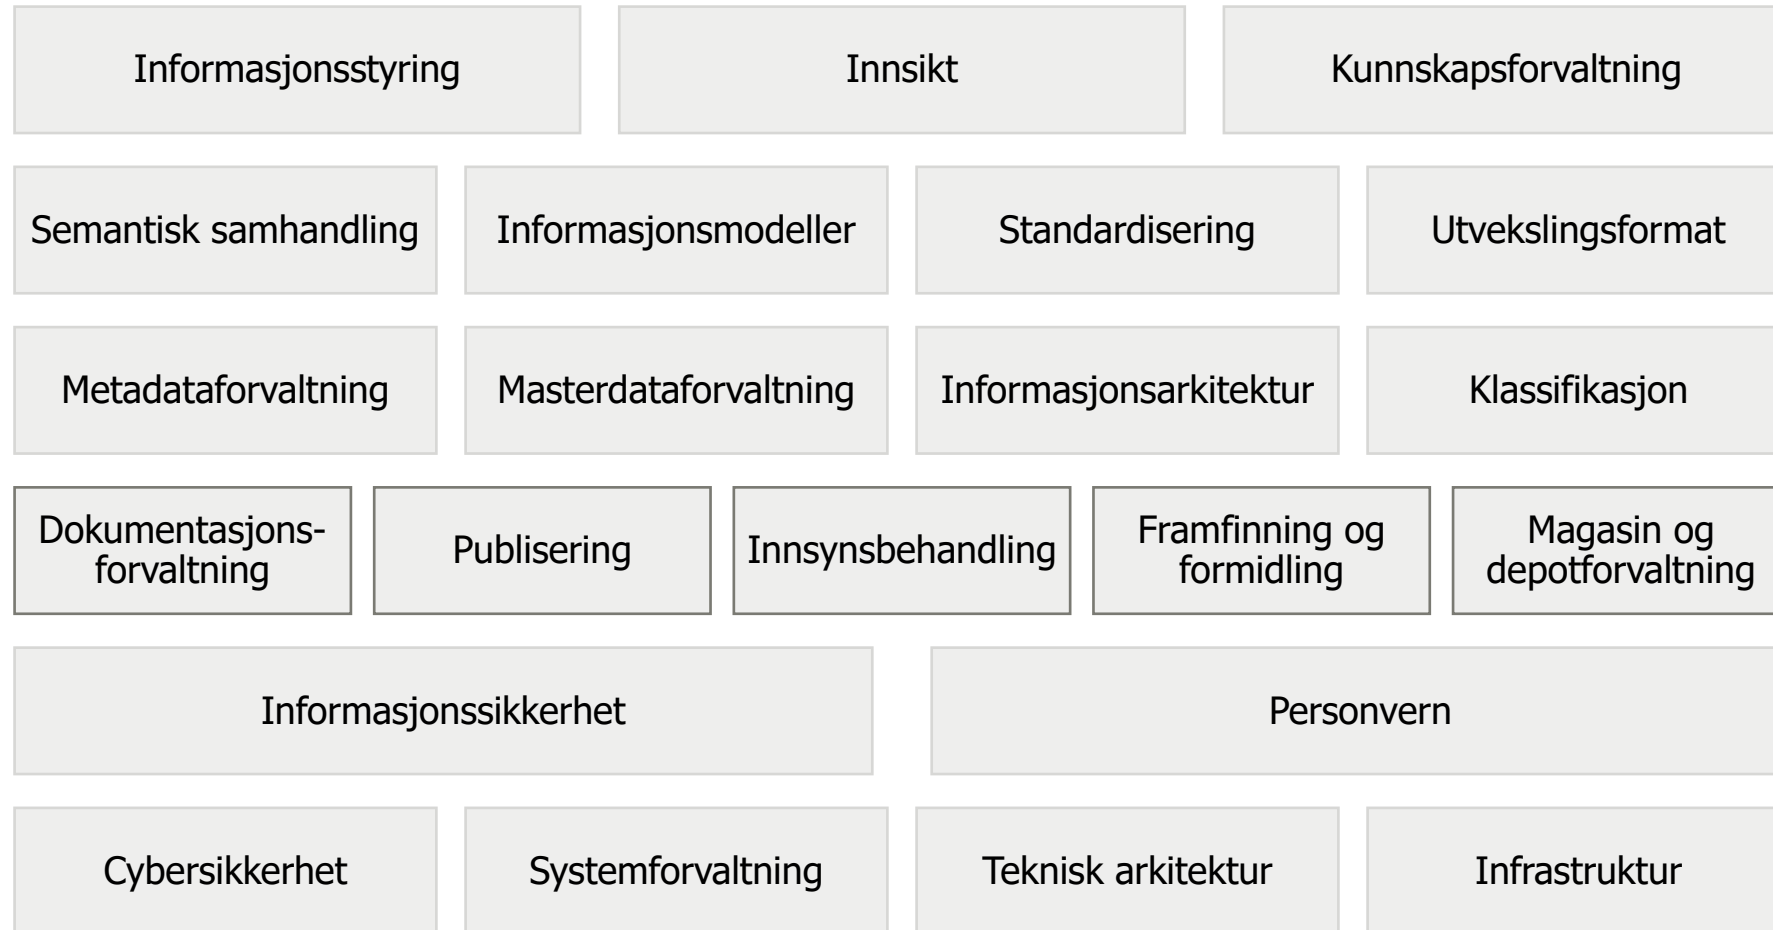 Informasjonsstyring
Innsikt
Kunnskapsforvaltning
Semantisk samhandling
Informasjonsmodeller
Standardisering
Utvekslingsformat
Metadataforvaltning
Masterdataforvaltning
Informasjonsarkitektur
Klassifikasjon
Dokumentasjons-
forvaltning
Publisering
Innsynsbehandling
Framfinning og
formidling
Magasin og
depotforvaltning
Informasjonssikkerhet
Personvern
Cybersikkerhet
Systemforvaltning
Teknisk arkitektur
Infrastruktur